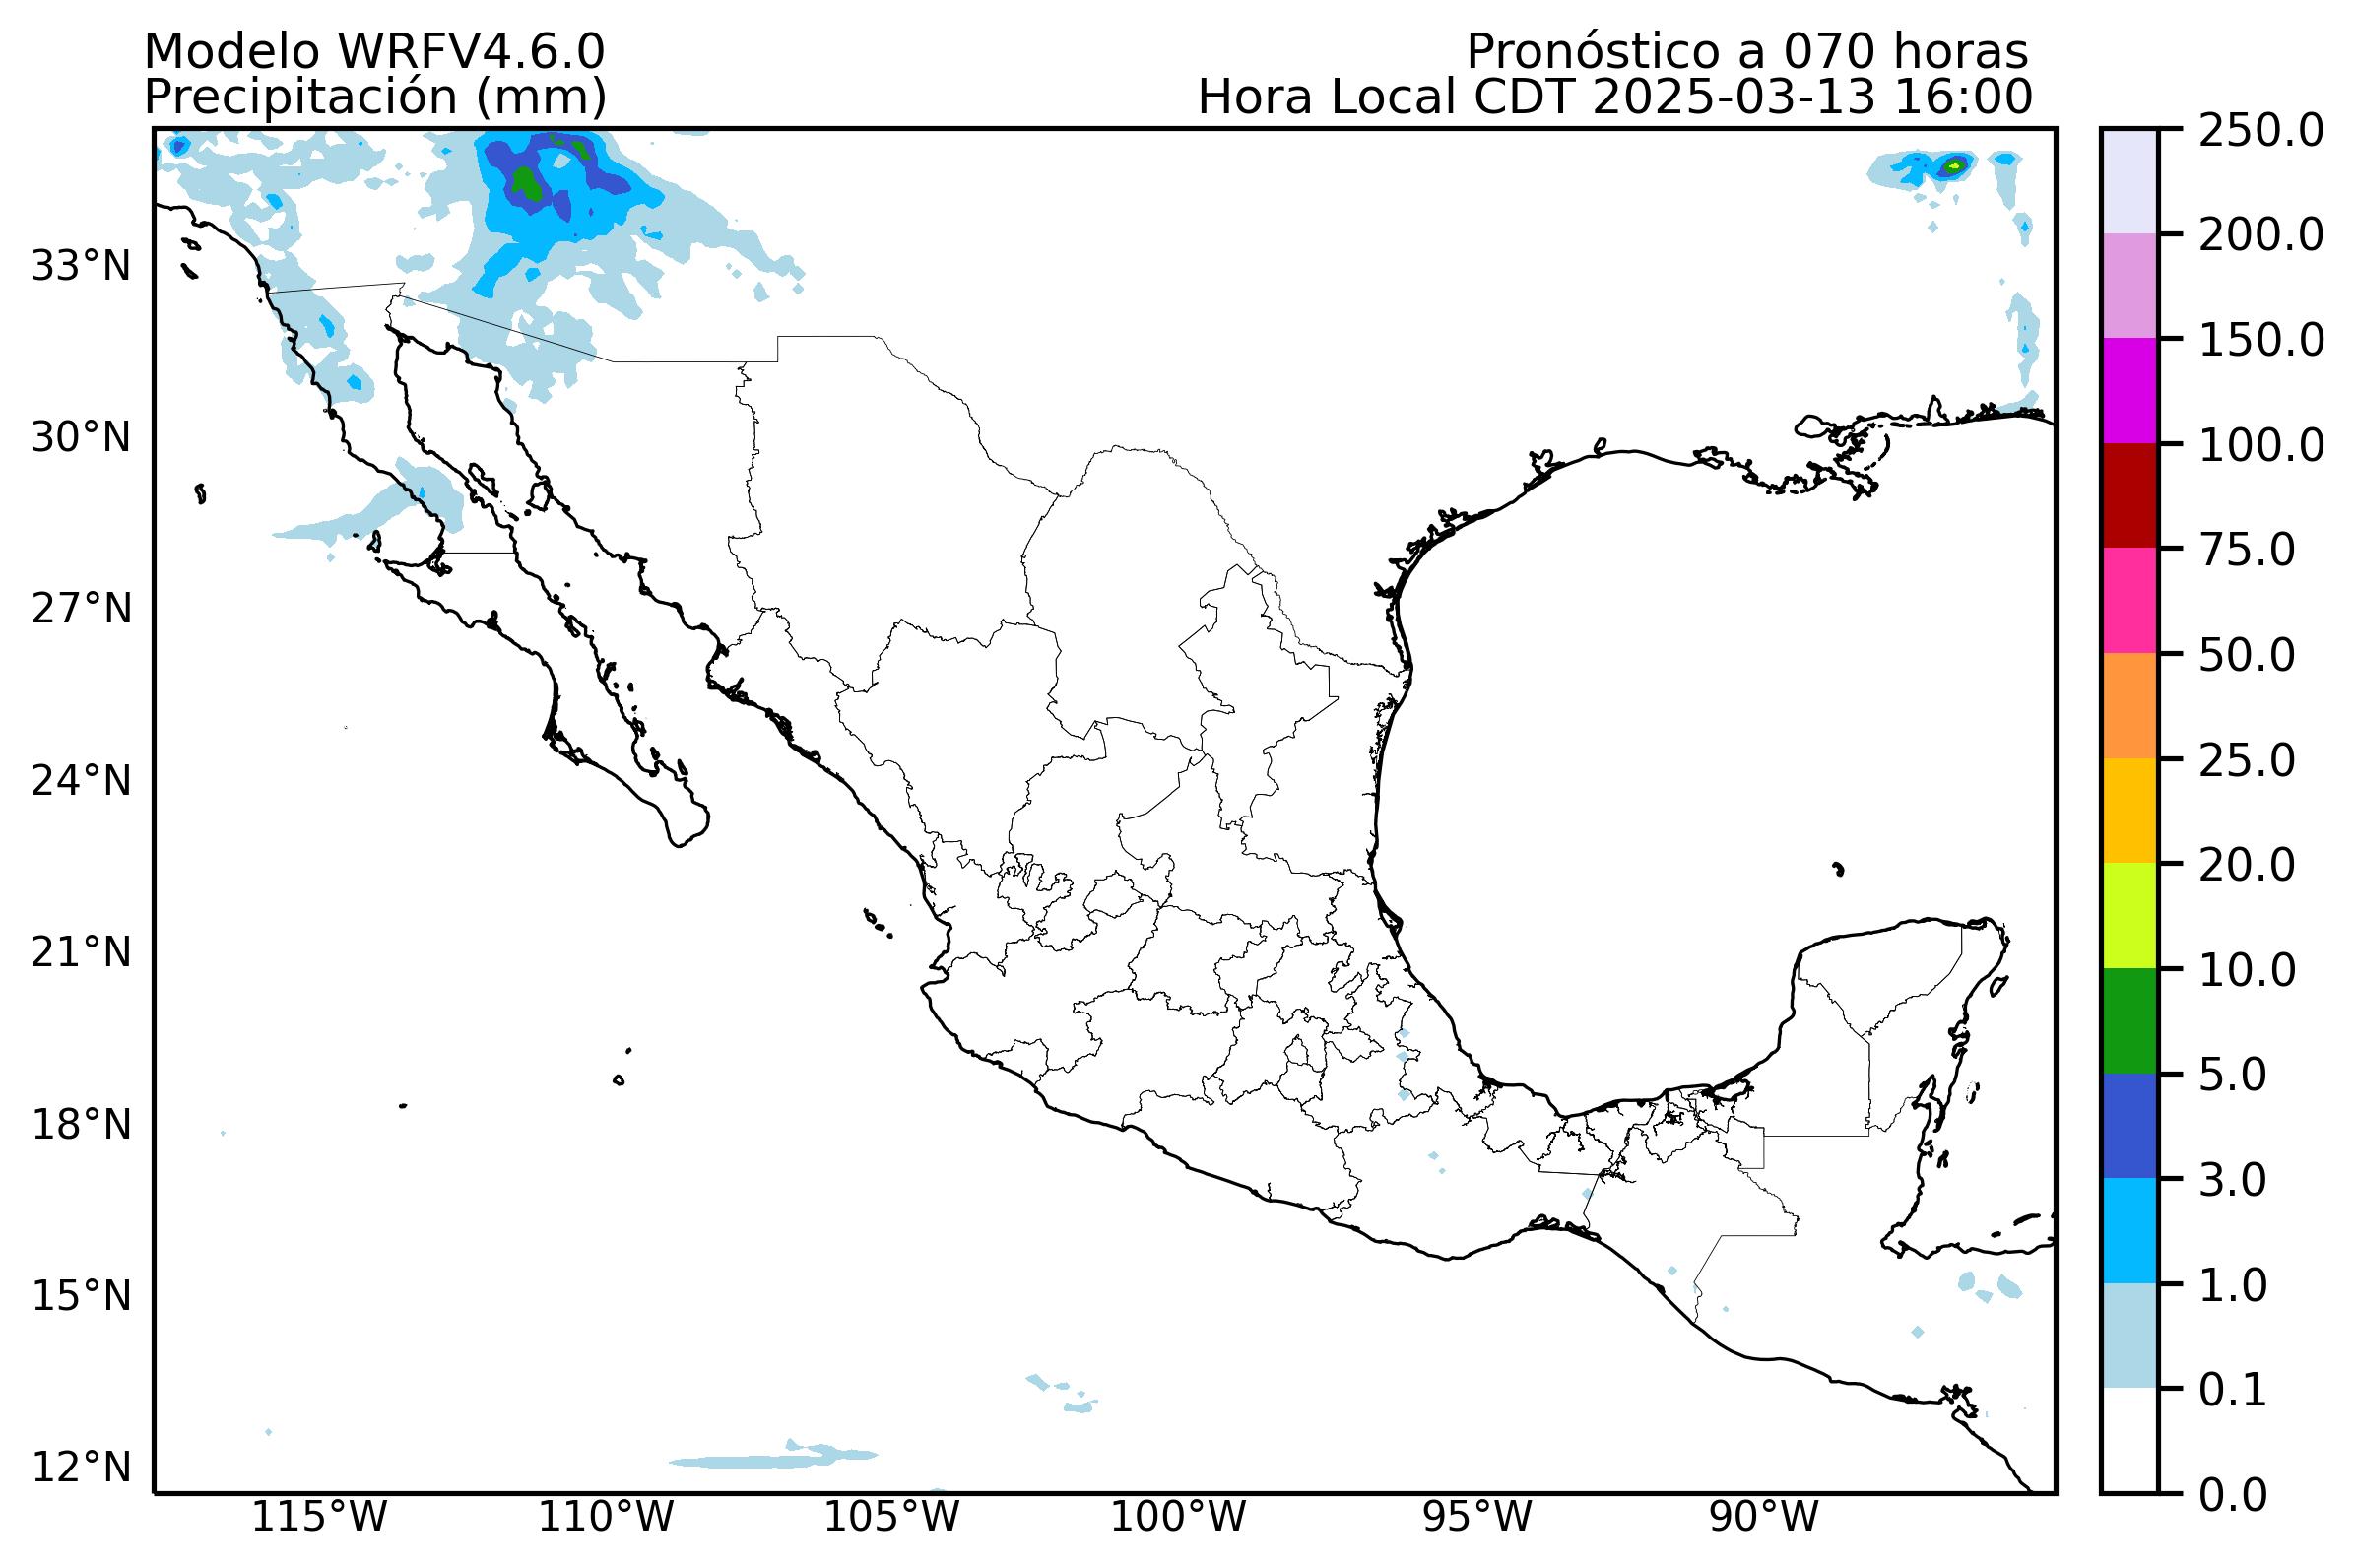 Modelo WRFV4.6.0
Precipitación (mm)
Pronóstico a 070 horas
Hora Local CDT 2025-03-13 16:00
33°N
30°N
27°N
24°N
21°N
18°N
15°N
12°N
115°W
110°W
105°W
100°W
95°W
90°W
250.0
200.0
150.0
100.0
75.0
50.0
25.0
20.0
10.0
5.0
3.0
1.0
0.1
0.0